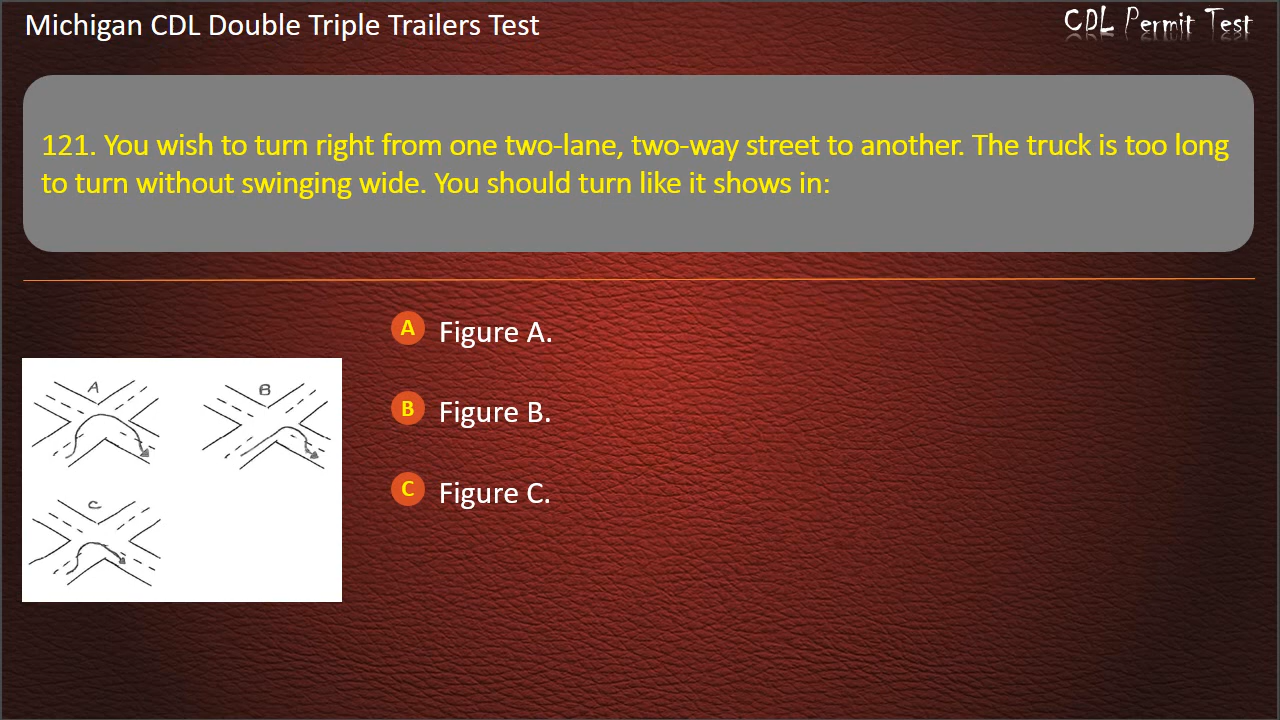 Michigan CDL Double Triple Trailers Test
CDL Permit Test
121. You wish to turn right from one two-lane, two-way street to another. The truck is too long
to turn without swinging wide. You should turn like it shows in:
A Figure A.
B Figure B.
C Figure C.
A
B
C